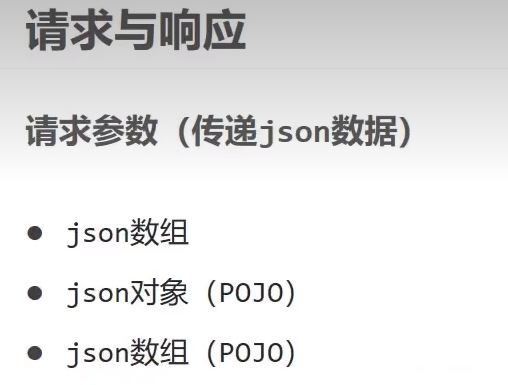 请求与响应
请求参数（传递json数据）
● json数组
● json对象（POJO）
● json数组（POJO）